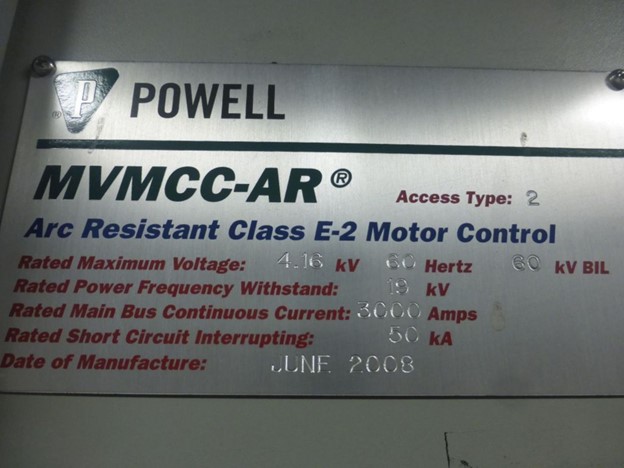 P ® POWELL
MVMCC-AR® Access Type: 2
Arc Resistant Class E-2 Motor Control
Rated Maximum Voltage: 4.16 kV 60 Hertz 60 kV BIL
Rated Power Frequency Withstand: 19 kV
Rated Main Bus Continuous Current: 3000 Amps
Rated Short Circuit Interrupting: 50 kA
Date of Manufacture: JUNE 2008